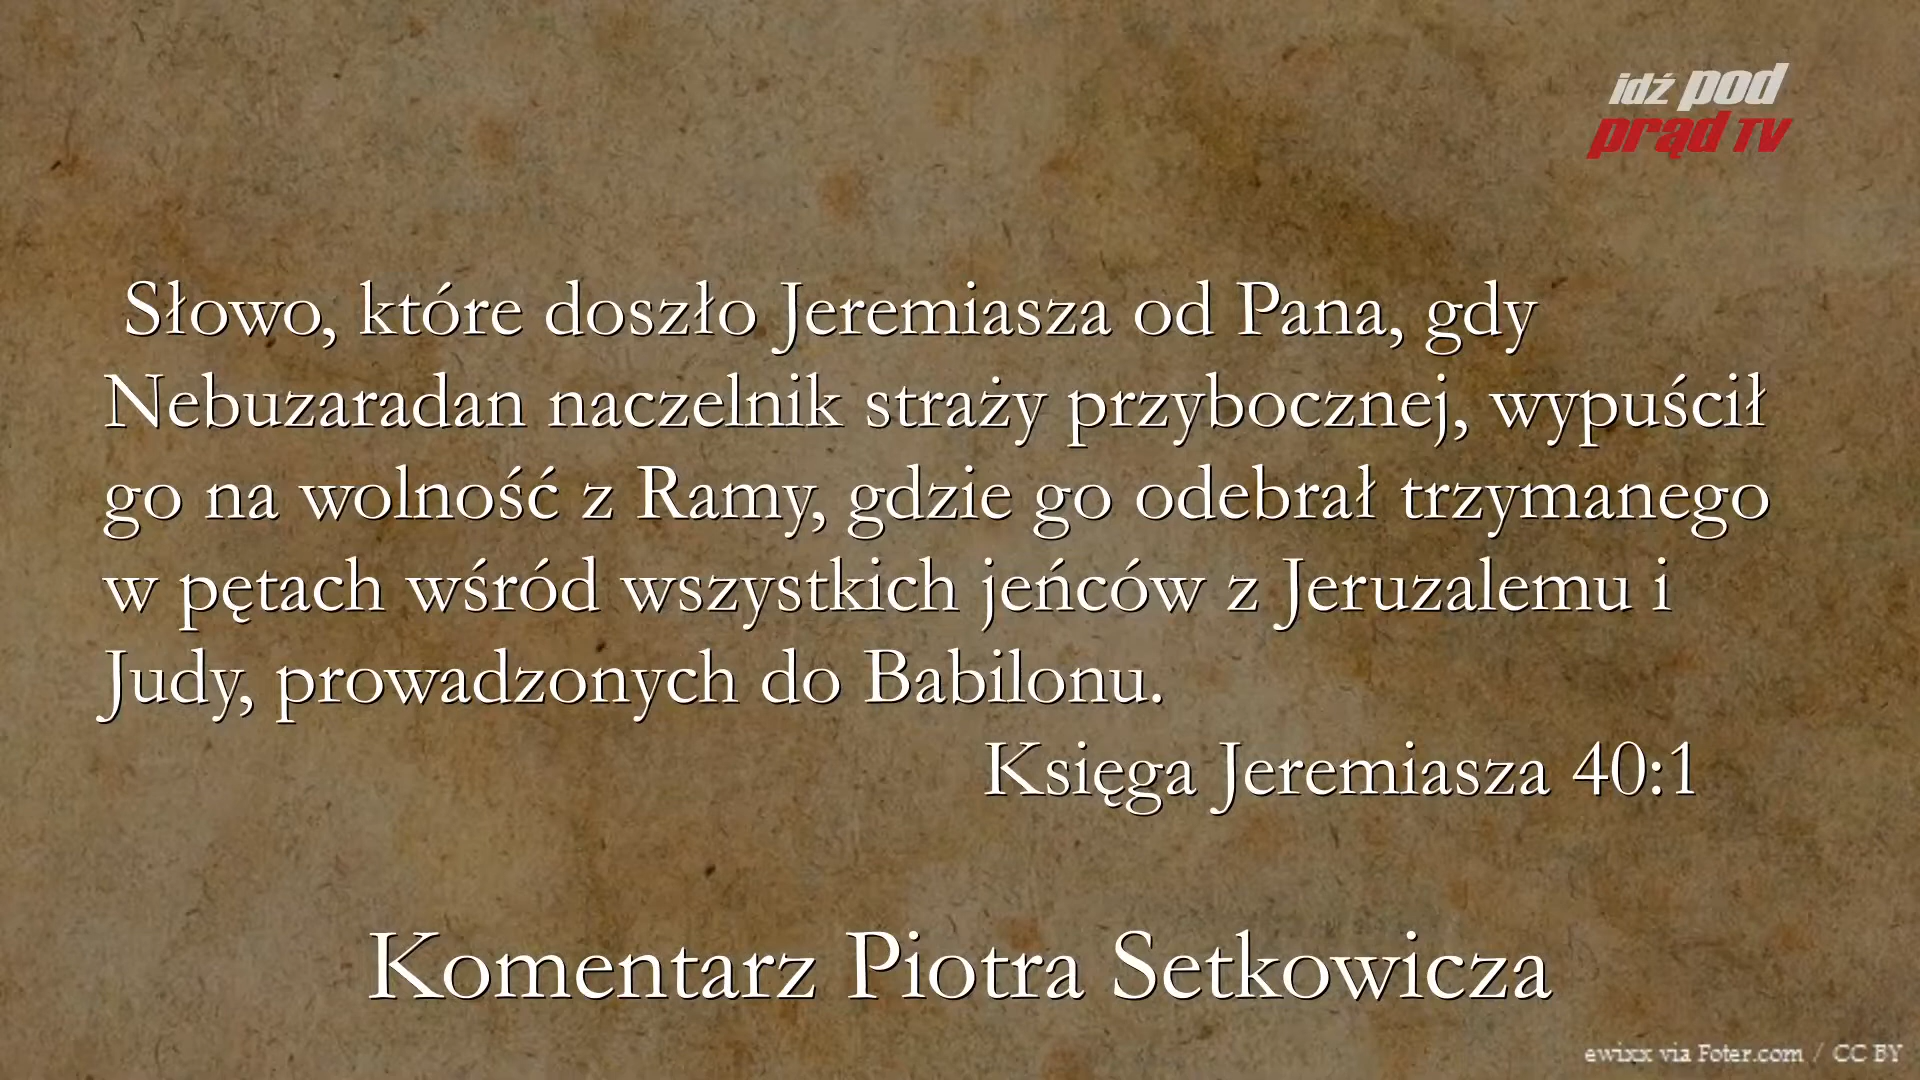 idź pod
prąd TV
Słowo, które doszło Jeremiasza od Pana, gdy
Nebuzaradan naczelnik straży przybocznej, wypuścił
go na wolność z Ramy, gdzie go odebrał trzymanego
w pętach wśród wszystkich jeńców z Jeruzalemu i
Judy, prowadzonych do Babilonu.
Księga Jeremiasza 40:1
Komentarz Piotra Setkowicza
ewixx via Foter.com / CC BY